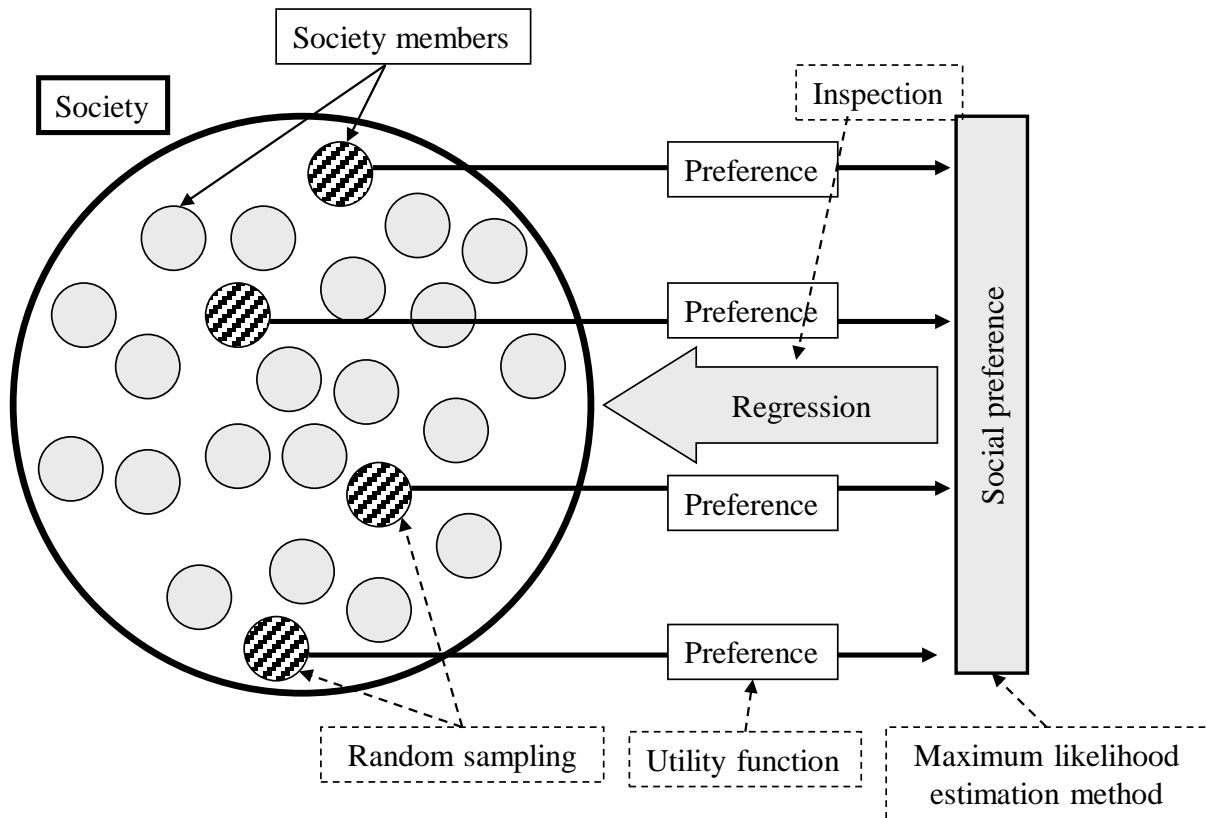 Society members
Society
Inspection
Preference
Preference
Regression
Preference
Preference
Social preference
Random sampling
Utility function
Maximum likelihood
estimation method